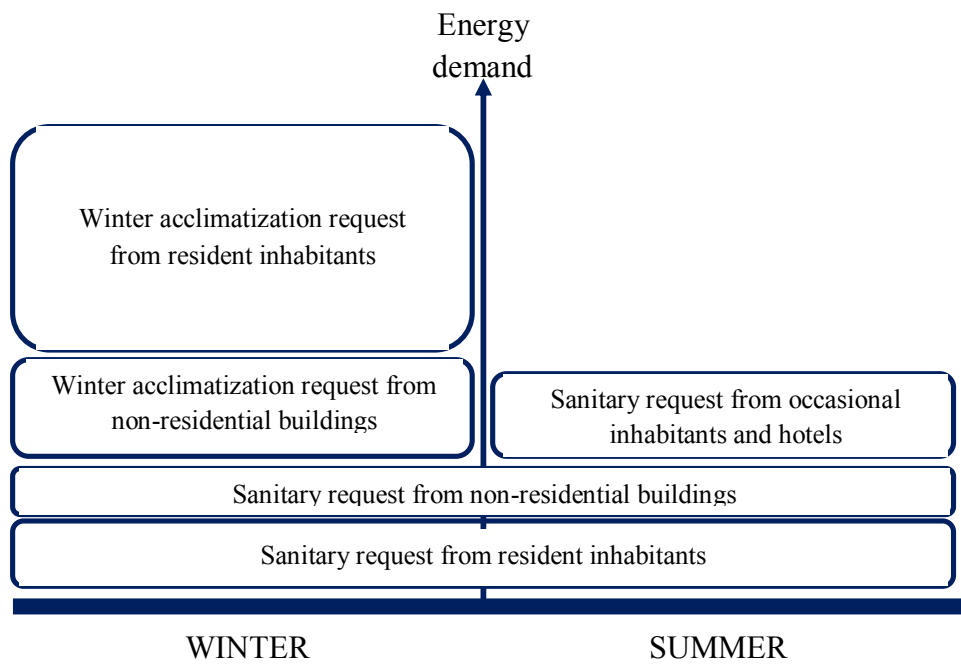 Energy
demand
Winter acclimatization request
from resident inhabitants
Winter acclimatization request from
non-residential buildings
Sanitary request from occasional
inhabitants and hotels
Sanitary request from non-residential buildings
Sanitary request from resident inhabitants
WINTER
SUMMER